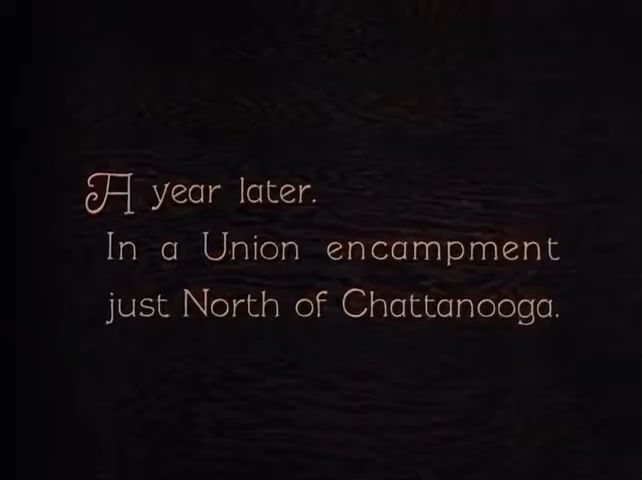 A year later.
In a Union encampment
just North of Chattanooga.